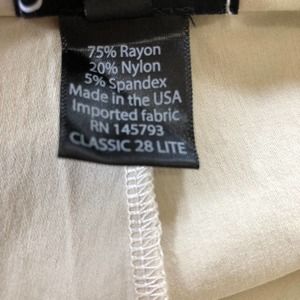 75% Rayon
20% Nylon
5% Spandex
Made in the USA
Imported fabric
RN 145793
CLASSIC 28 LITE